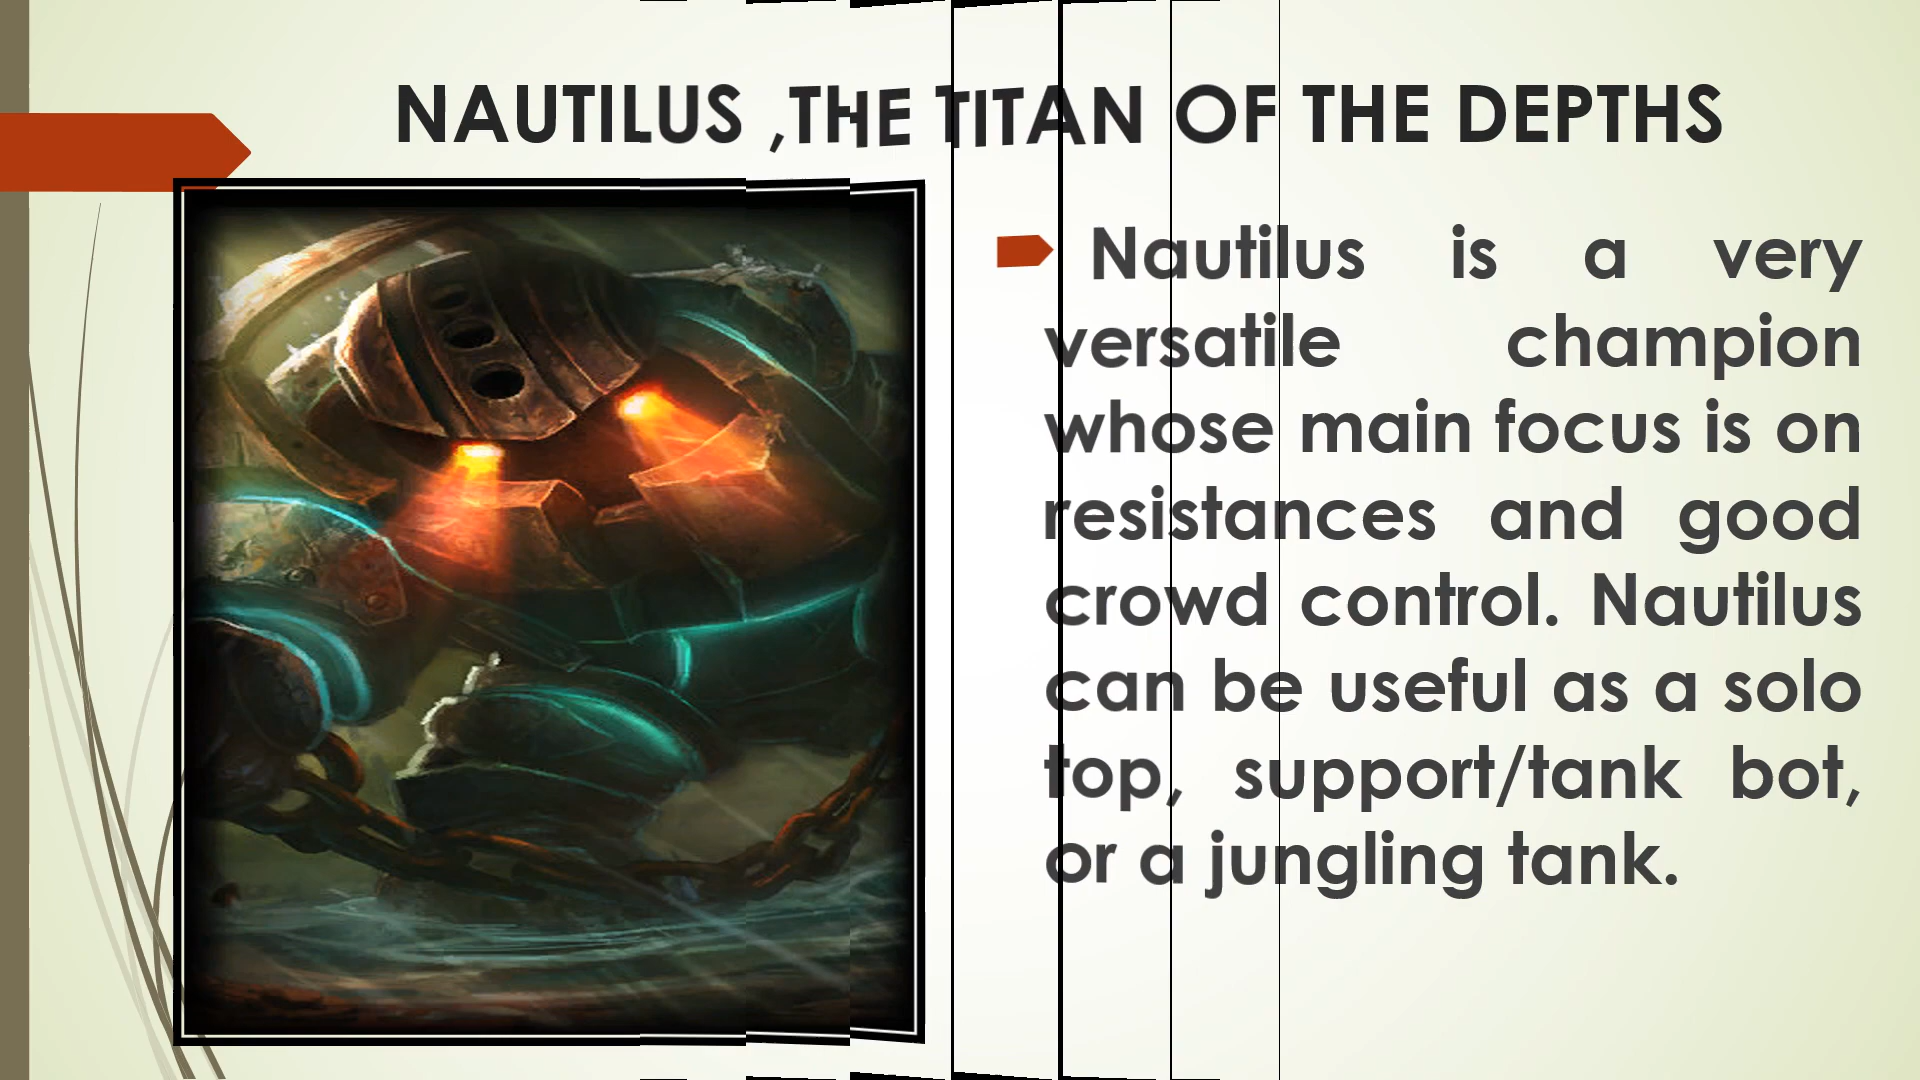 NAUTILUS ,THE TITAN OF THE DEPTHS
Nautilus is a very
versatile champion
whose main focus is on
resistances and good
crowd control. Nautilus
can be useful as a solo
top, support/tank bot,
or a jungling tank.